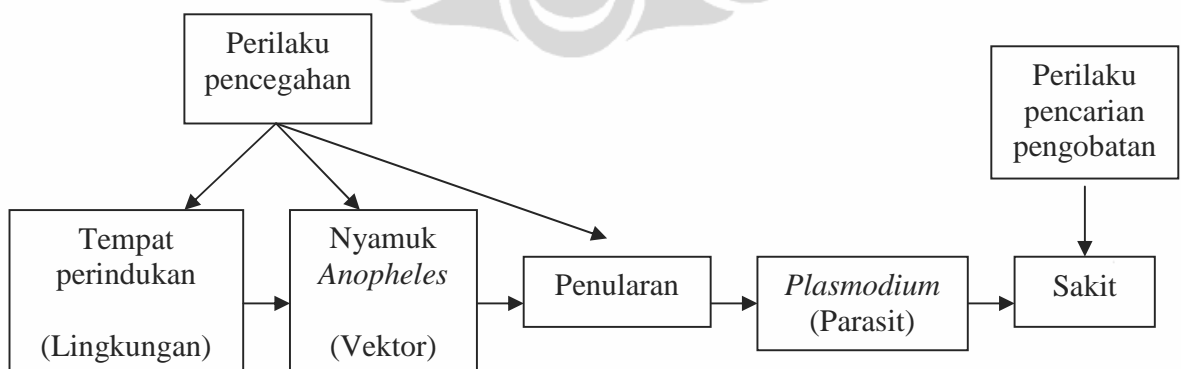 Perilaku
pencegahan
Perilaku
pencarian
pengobatan
Tempat
perindukan
(Lingkungan)
Nyamuk
Anopheles
(Vektor)
Penularan
Plasmodium
(Parasit)
Sakit